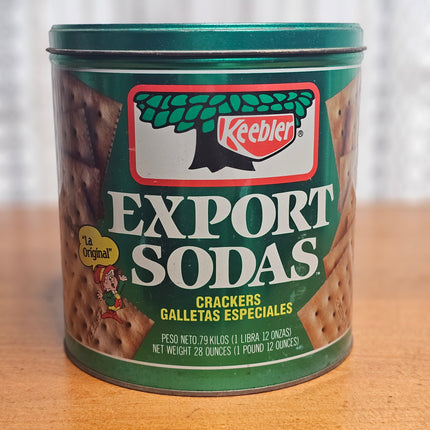 Keebler®
EXPORT
SODAS™
"La
Original"
CRACKERS
GALLETAS ESPECIALES
PESO NETO .79 KILOS (1 LIBRA 12 ONZAS)
NET WEIGHT 28 OUNCES (1 POUND 12 OUNCES)